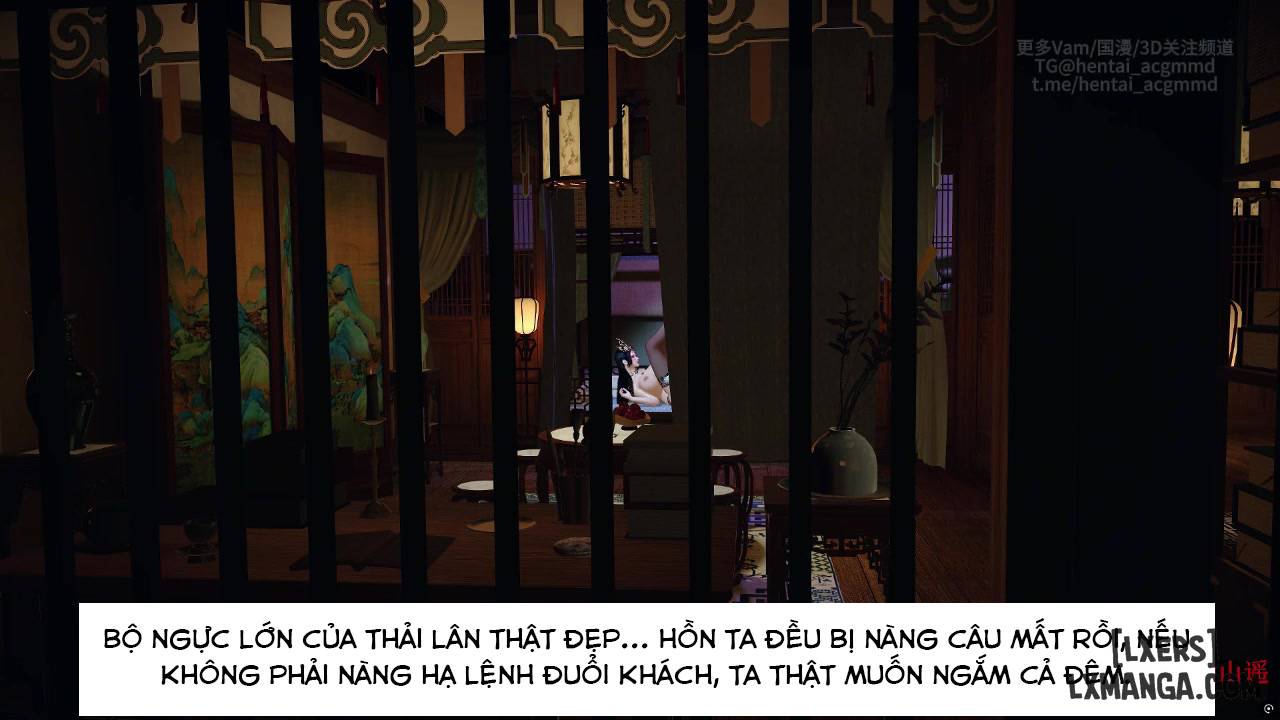 更多Vam/国漫/3D关注频道
TG@hentai_acgmmd
t.me/hentai_acgmmd
BỘ NGỰC LỚN CỦA THẢI LÂN THẬT ĐẸP... HỒN TA ĐỀU BỊ NÀNG CÂU MẤT RỒI, NẾU
KHÔNG PHẢI NÀNG HẠ LỆNH ĐUỔI KHÁCH, TA THẬT MUỐN NGẮM CẢ ĐÊM
[LXERS]
LXMANGA.COM
山谣